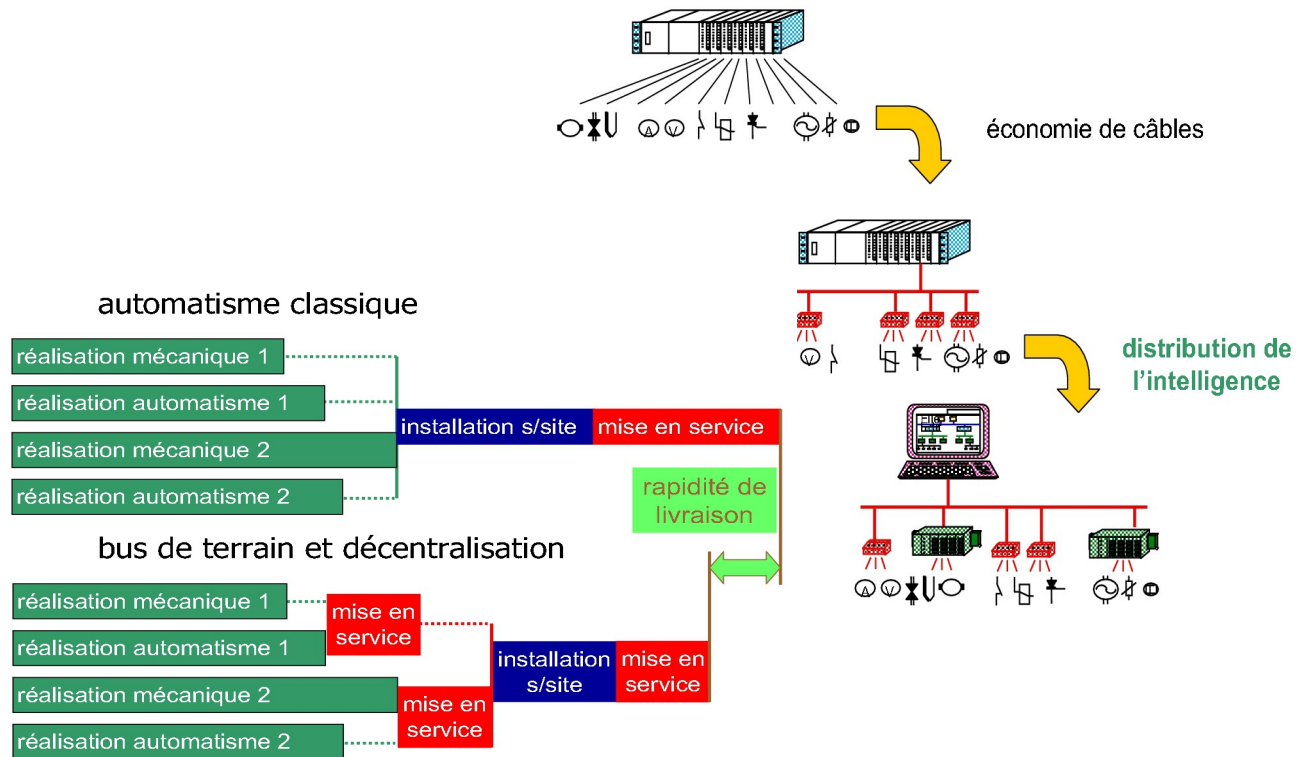 économie de câbles
distribution de
l'intelligence
automatisme classique
réalisation mécanique 1
réalisation automatisme 1
réalisation mécanique 2
réalisation automatisme 2
installation s/site
mise en service
rapidité de
livraison
bus de terrain et décentralisation
réalisation mécanique 1
réalisation automatisme 1
réalisation mécanique 2
réalisation automatisme 2
mise en
service
mise en
service
installation
s/site
mise en
service
A
V
V
A
V